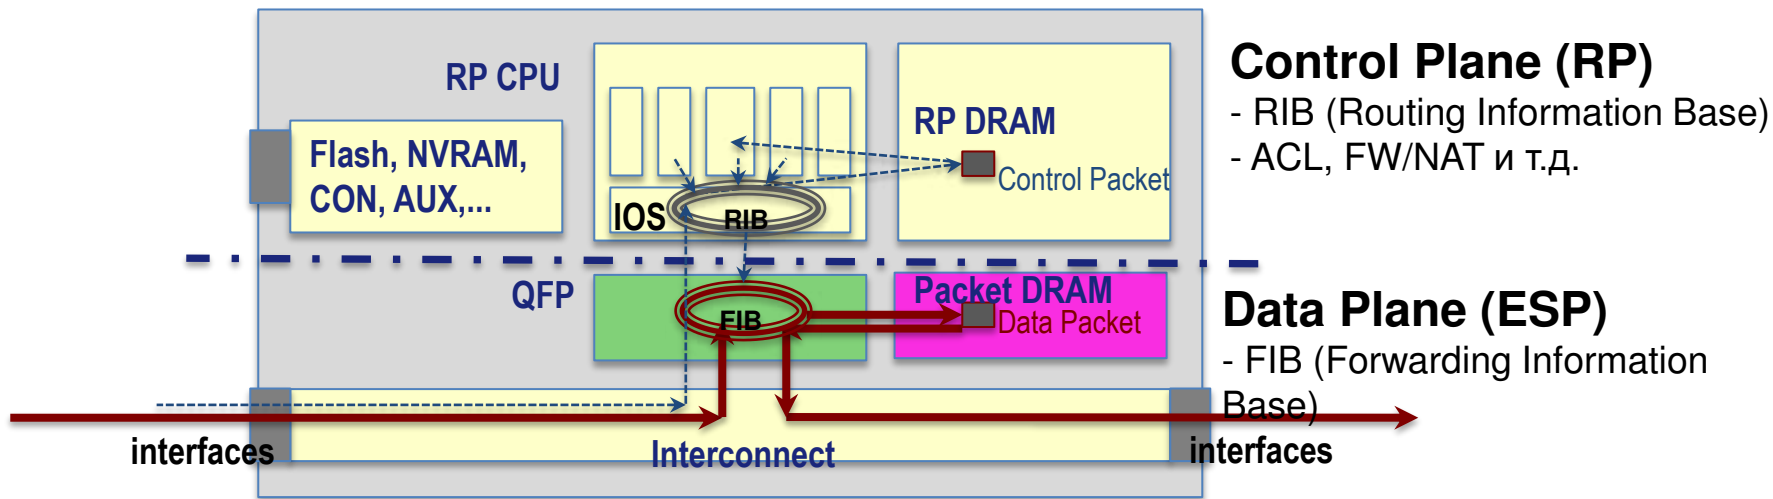 RP CPU
Flash, NVRAM,
CON, AUX,...
IOS
RIB
RP DRAM
Control Packet
QFP
FIB
Packet DRAM
Data Packet
interfaces
Interconnect
interfaces
Control Plane (RP)
- RIB (Routing Information Base)
- ACL, FW/NAT и т.д.
Data Plane (ESP)
- FIB (Forwarding Information
Base)